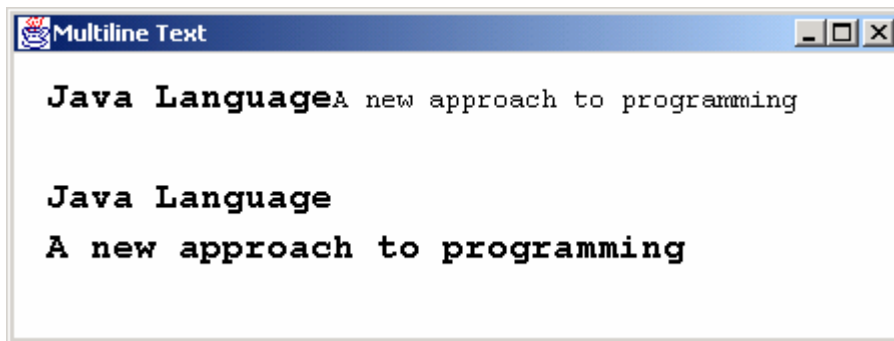 Multiline Text
Java LanguageA new approach to programming
Java Language
A new approach to programming